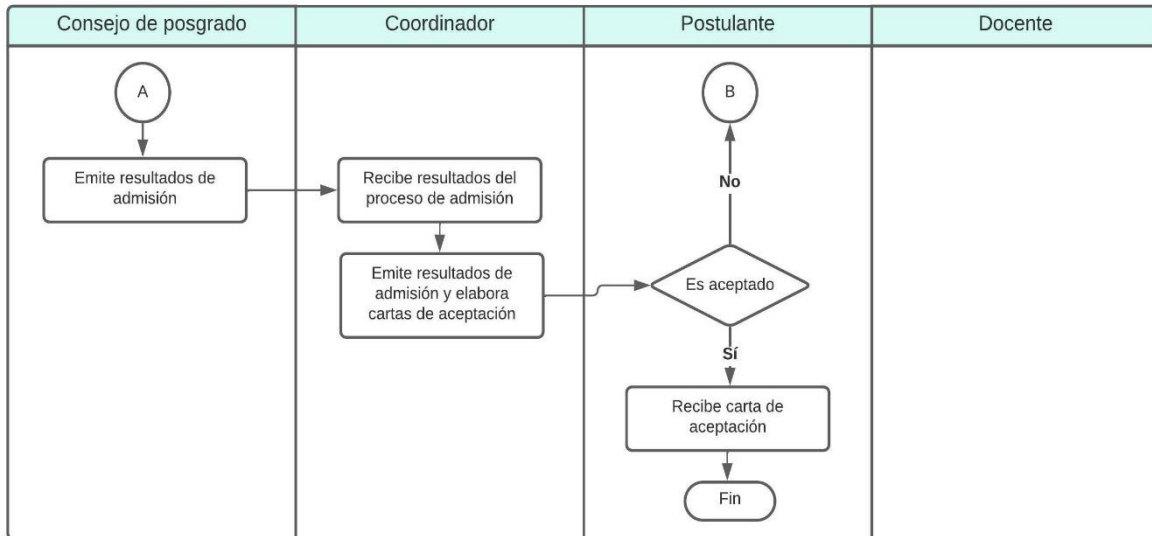 Consejo de posgrado
Coordinador
Postulante
Docente
A
B
Emite resultados de
admisión
Recibe resultados del
proceso de admisión
No
Emite resultados de
admisión y elabora
cartas de aceptación
Es aceptado
Sí
Recibe carta de
aceptación
Fin